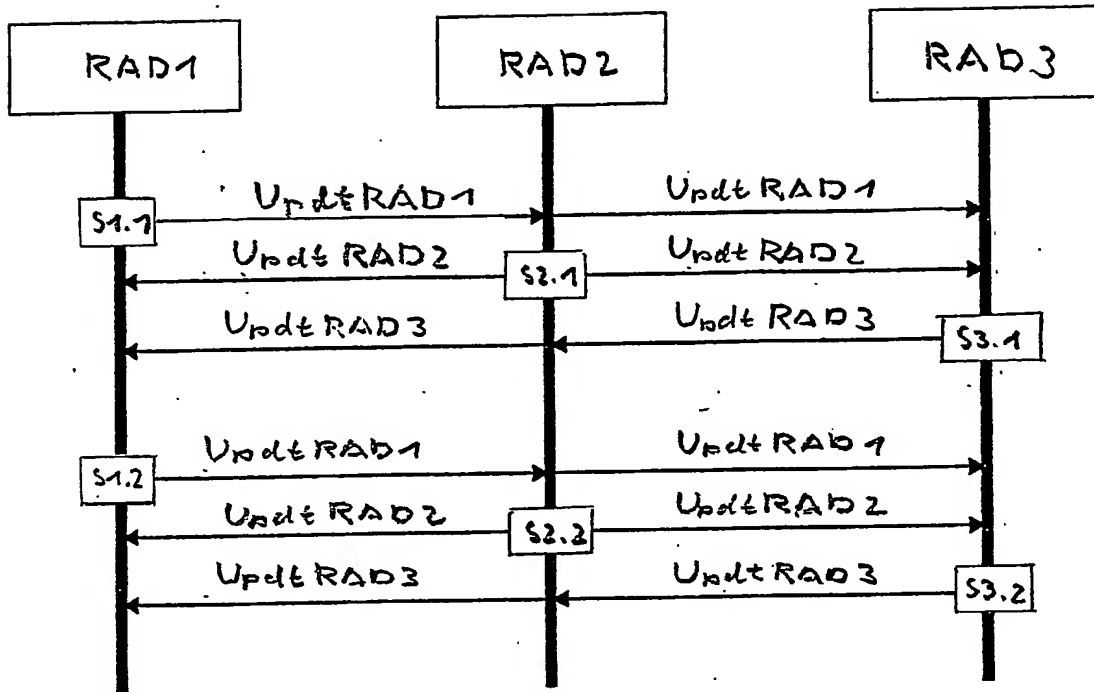 RAD1 RAD2 RAD3
UpdtRAD1 UpdtRAD1
S1.1
UpdtRAD2 UpdtRAD2
S2.1
UpdtRAD3 UpdtRAD3
S3.1
UpdtRAD1 UpdtRAD1
S1.2
UpdtRAD2 UpdtRAD2
S2.2
UpdtRAD3 UpdtRAD3
S3.2